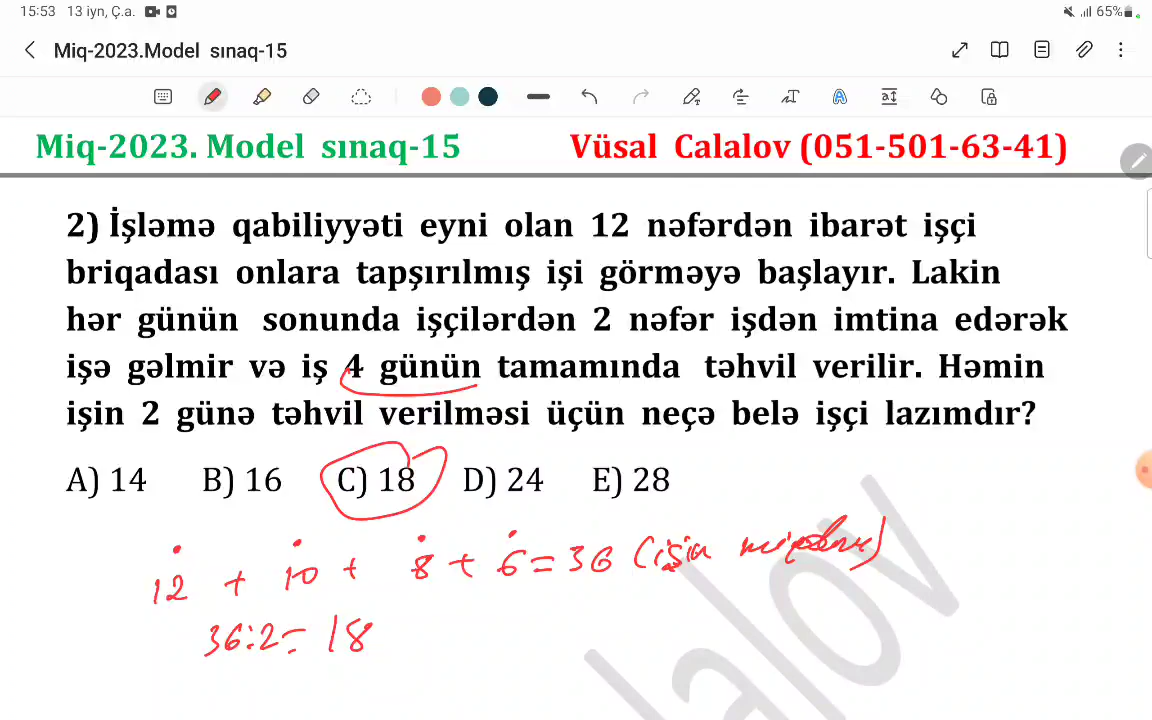 15:53 13 iyn, Ç.a. 65%
Miq-2023.Model sınaq-15
Miq-2023. Model sınaq-15 Vüsal Calalov (051-501-63-41)
2) İşləmə qabiliyyəti eyni olan 12 nəfərdən ibarət işçi
briqadası onlara tapşırılmış işi görməyə başlayır. Lakin
hər günün sonunda işçilərdən 2 nəfər işdən imtina edərək
işə gəlmir və iş 4 günün tamamında təhvil verilir. Həmin
işin 2 günə təhvil verilməsi üçün neçə belə işçi lazımdır?
A) 14 B) 16 C) 18 D) 24 E) 28
12 + 10 + 8 + 6 = 36 (işin miqdarı)
36:2= 18
alalov